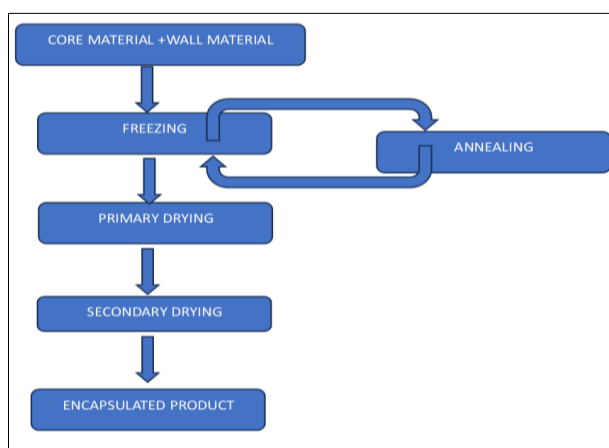 CORE MATERIAL +WALL MATERIAL
FREEZING
ANNEALING
PRIMARY DRYING
SECONDARY DRYING
ENCAPSULATED PRODUCT